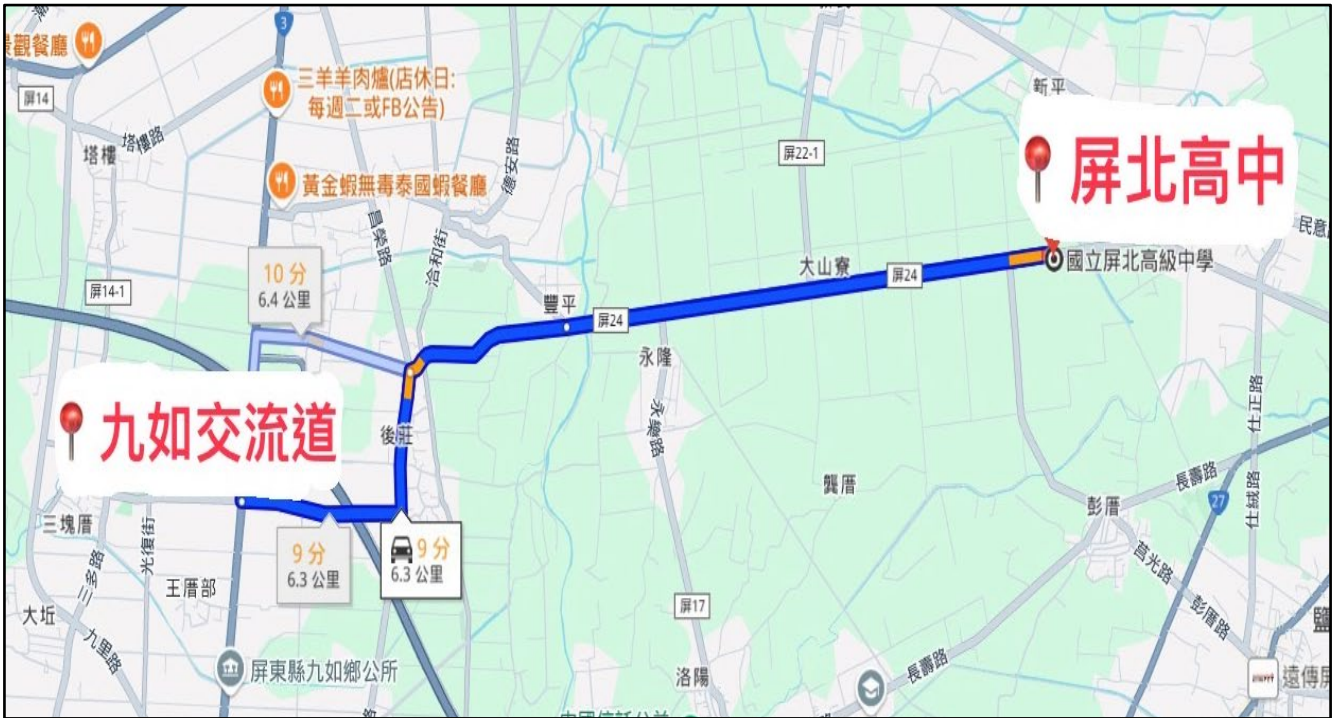 3
景觀餐廳
屏14
三羊羊肉爐(店休日:
每週二或FB公告)
塔樓路
塔樓
黃金蝦無毒泰國蝦餐廳
德安路
昌榮路
洽和街
屏22-1
新平
屏北高中
民意
國立屏北高級中學
大山寮
屏24
屏14-1
10 分
6.4 公里
豐平
屏24
永隆
九如交流道
後莊
永樂路
龔厝
仕正路
長壽路
27
彭厝
仕絨路
三塊厝
光復街
三多路
9 分
6.3 公里
9 分
6.3 公里
王厝部
大坵
九里路
屏17
莒光路
彭厝路
鹽
屏東縣九如鄉公所
洛陽
長壽路
遠傳屏